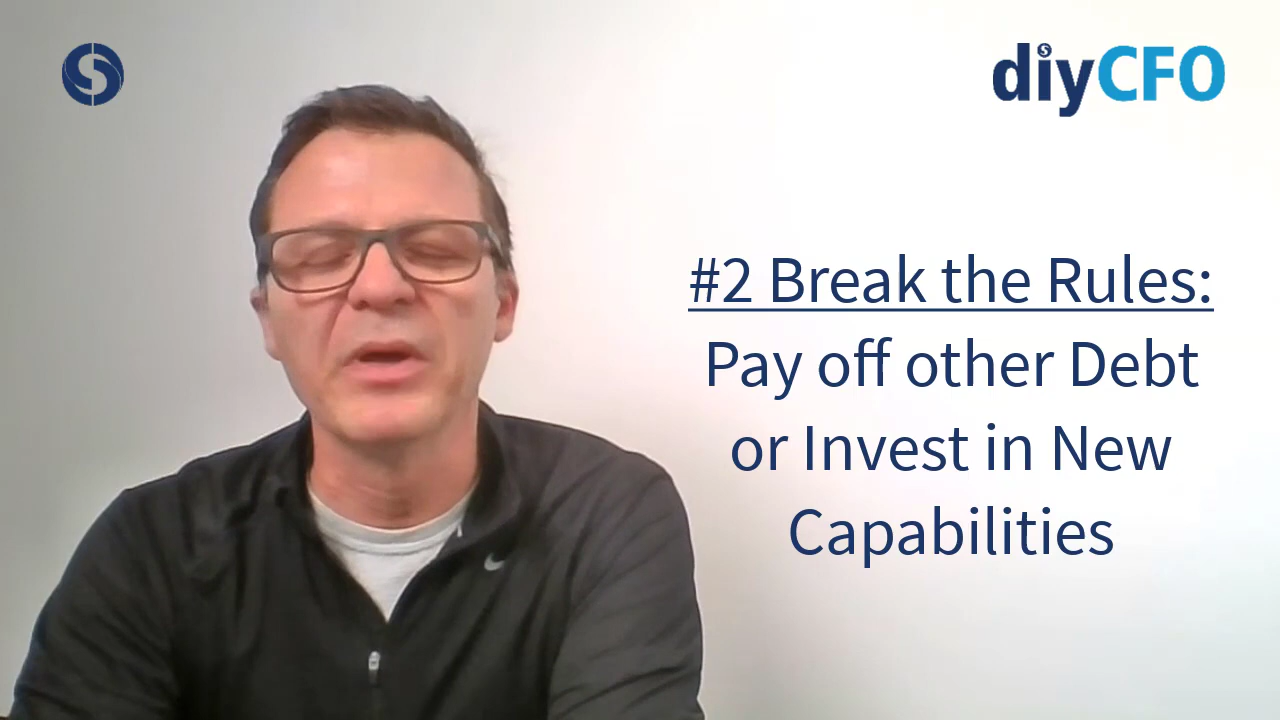 diyCFO
#2 Break the Rules:
Pay off other Debt
or Invest in New
Capabilities